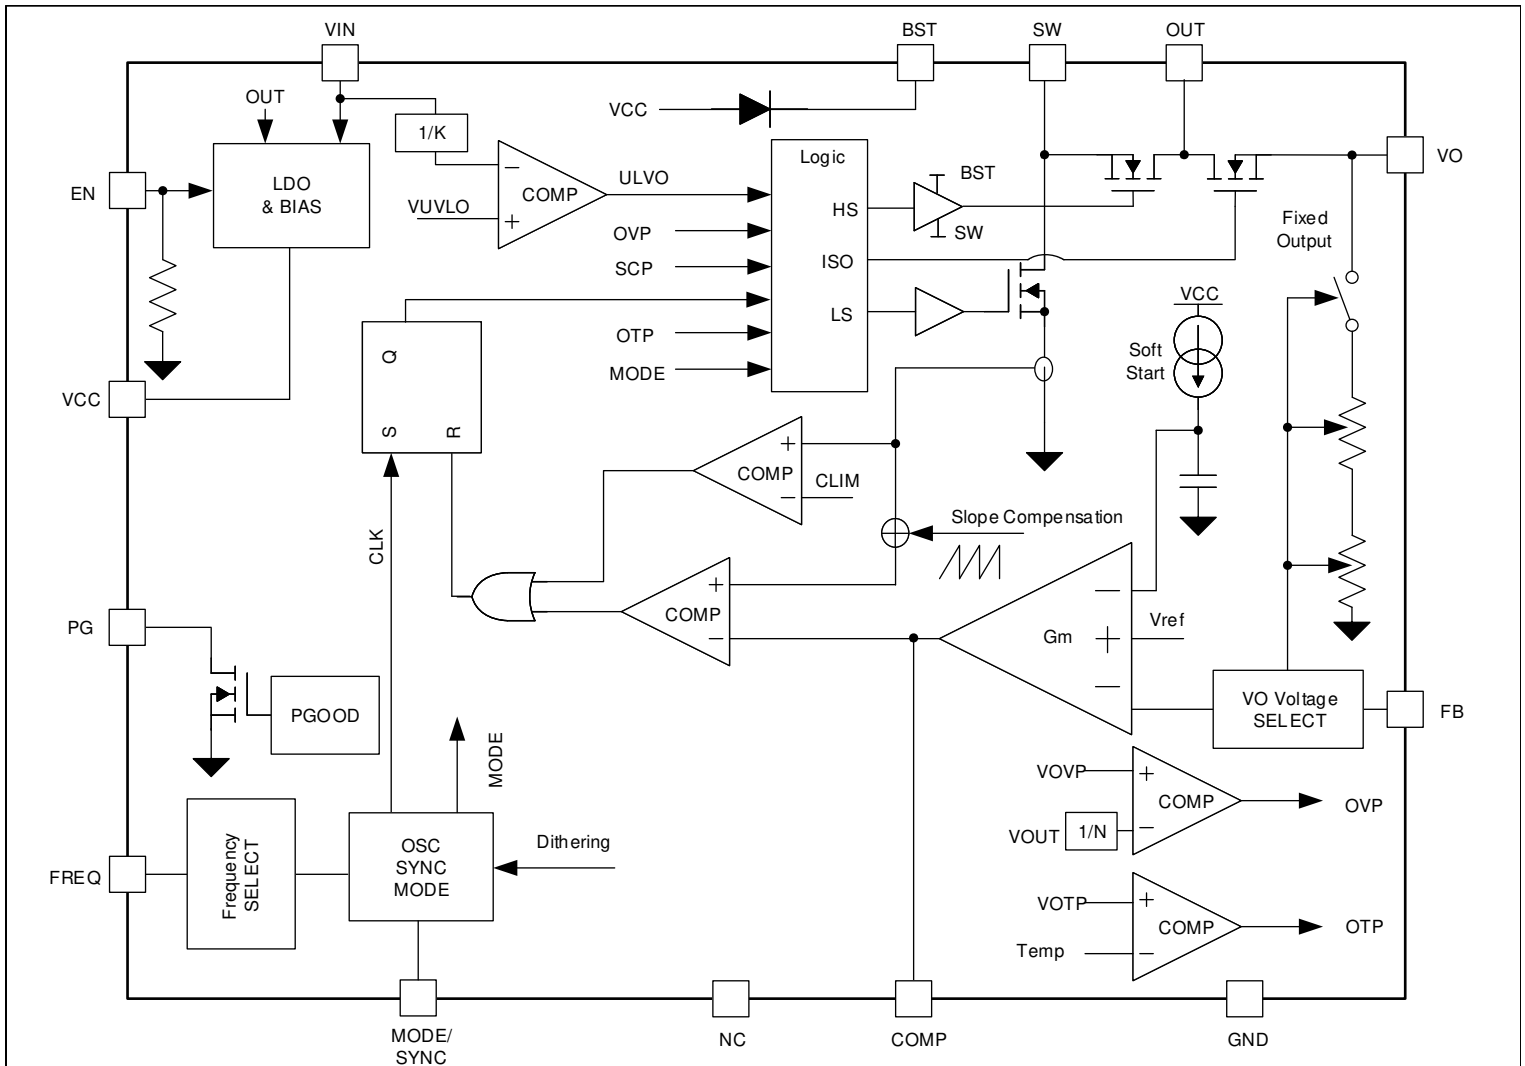 VIN
BST
SW
OUT
OUT
VCC
1/K
Logic
VO
EN
LDO
& BIAS
−
COMP
+
ULVO
VUVLO
BST
HS
SW
OVP
Fixed
Output
SCP
ISO
VCC
LS
Q
OTP
Soft
Start
MODE
VCC
S
R
+
COMP
−
CLIM
CLK
Slope Compensation
+
COMP
−
−
Gm
+
−
Vref
PG
PGOOD
VO Voltage
SELECT
FB
MODE
VOVP
+
COMP
−
OVP
VOUT
1/N
Frequency
SELECT
OSC
SYNC
MODE
Dithering
FREQ
VOTP
+
COMP
−
OTP
Temp
MODE/
SYNC
NC
COMP
GND